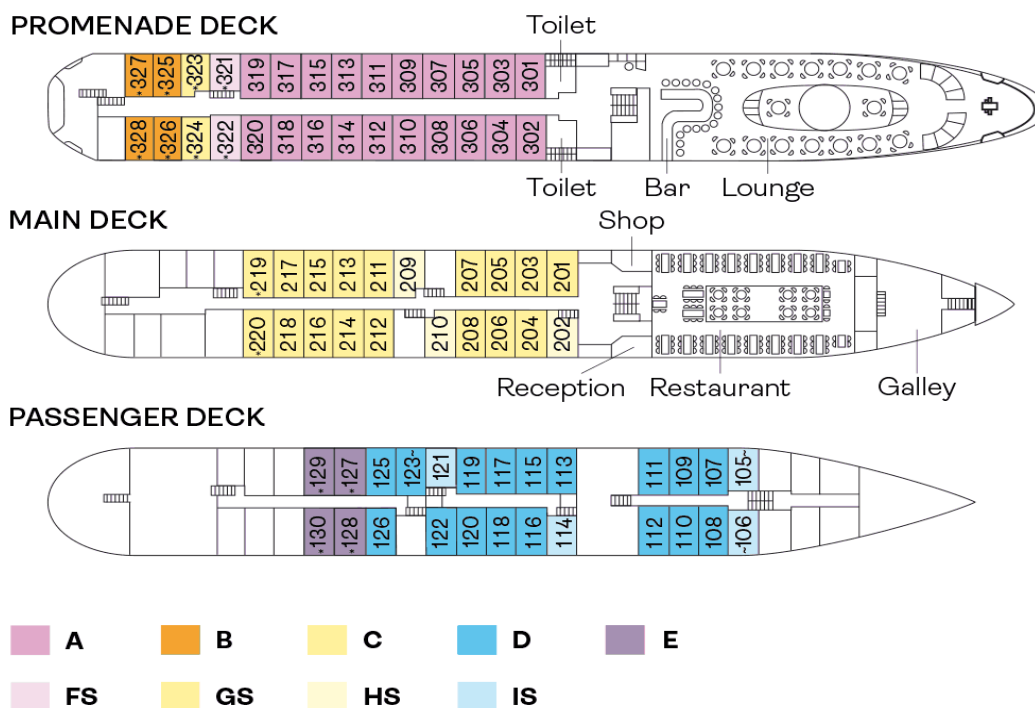 PROMENADE DECK
Toilet
*327 *325 *323 *321 319 317 315 313 311 309 307 305 303 301
*328 *326 *324 *322 320 318 316 314 312 310 308 306 304 302
Toilet Bar Lounge
MAIN DECK
Shop
*219 217 215 213 211 209 207 205 203 201
*220 218 216 214 212 210 208 206 204 202
Reception Restaurant Galley
PASSENGER DECK
*129 *127 125 123~ 121 119 117 115 113 111 109 107 105~
*130 *128 126 122 120 118 116 114 112 110 108 ~106
A B C D E
FS GS HS IS